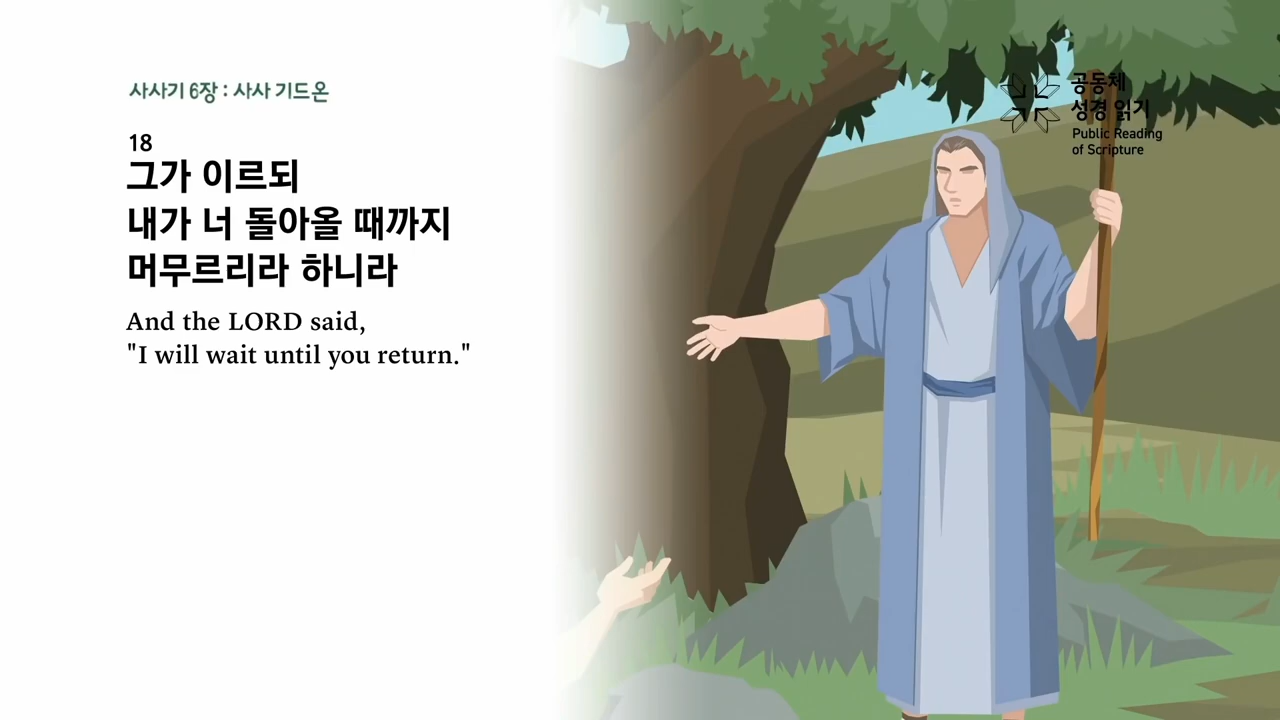 사사기 6장 : 사사 기드온
18
그가 이르되
내가 너 돌아올 때까지
머무르리라 하니라
And the LORD said,
"I will wait until you return."
공동체
성경 읽기
Public Reading
of Scripture